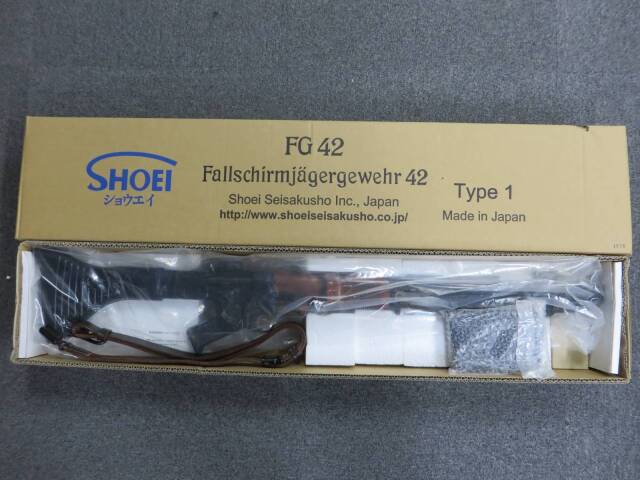 SHOEI
ショウエイ
FG 42
Fallschirmjägergewehr 42
Shoei Seisakusho Inc., Japan
http://www.shoeiseisakusho.co.jp/
Type 1
Made in Japan